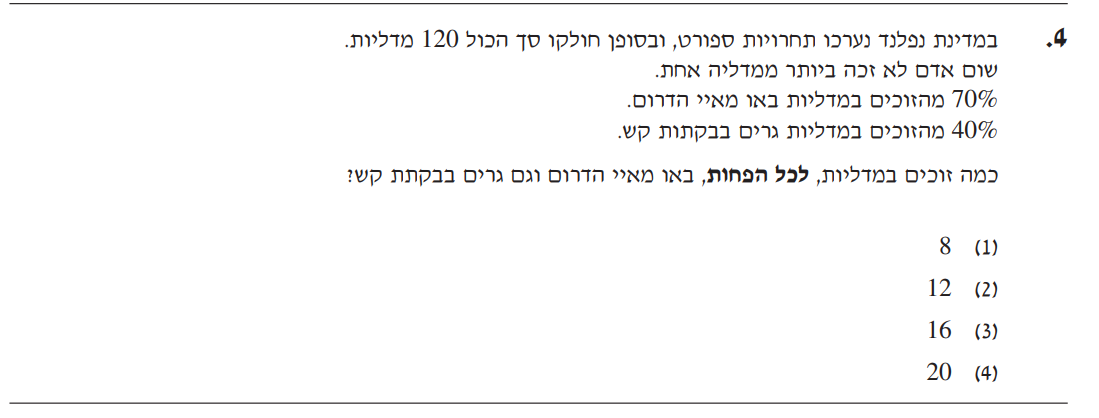 4. במדינת נפלנד נערכו תחרויות ספורט, ובסופן חולקו סך הכול 120 מדליות.
שום אדם לא זכה ביותר ממדליה אחת.
70% מהזוכים במדליות באו מאיי הדרום.
40% מהזוכים במדליות גרים בבקתות קש.
כמה זוכים במדליות, לכל הפחות, באו מאיי הדרום וגם גרים בבקתת קש?
(1) 8
(2) 12
(3) 16
(4) 20